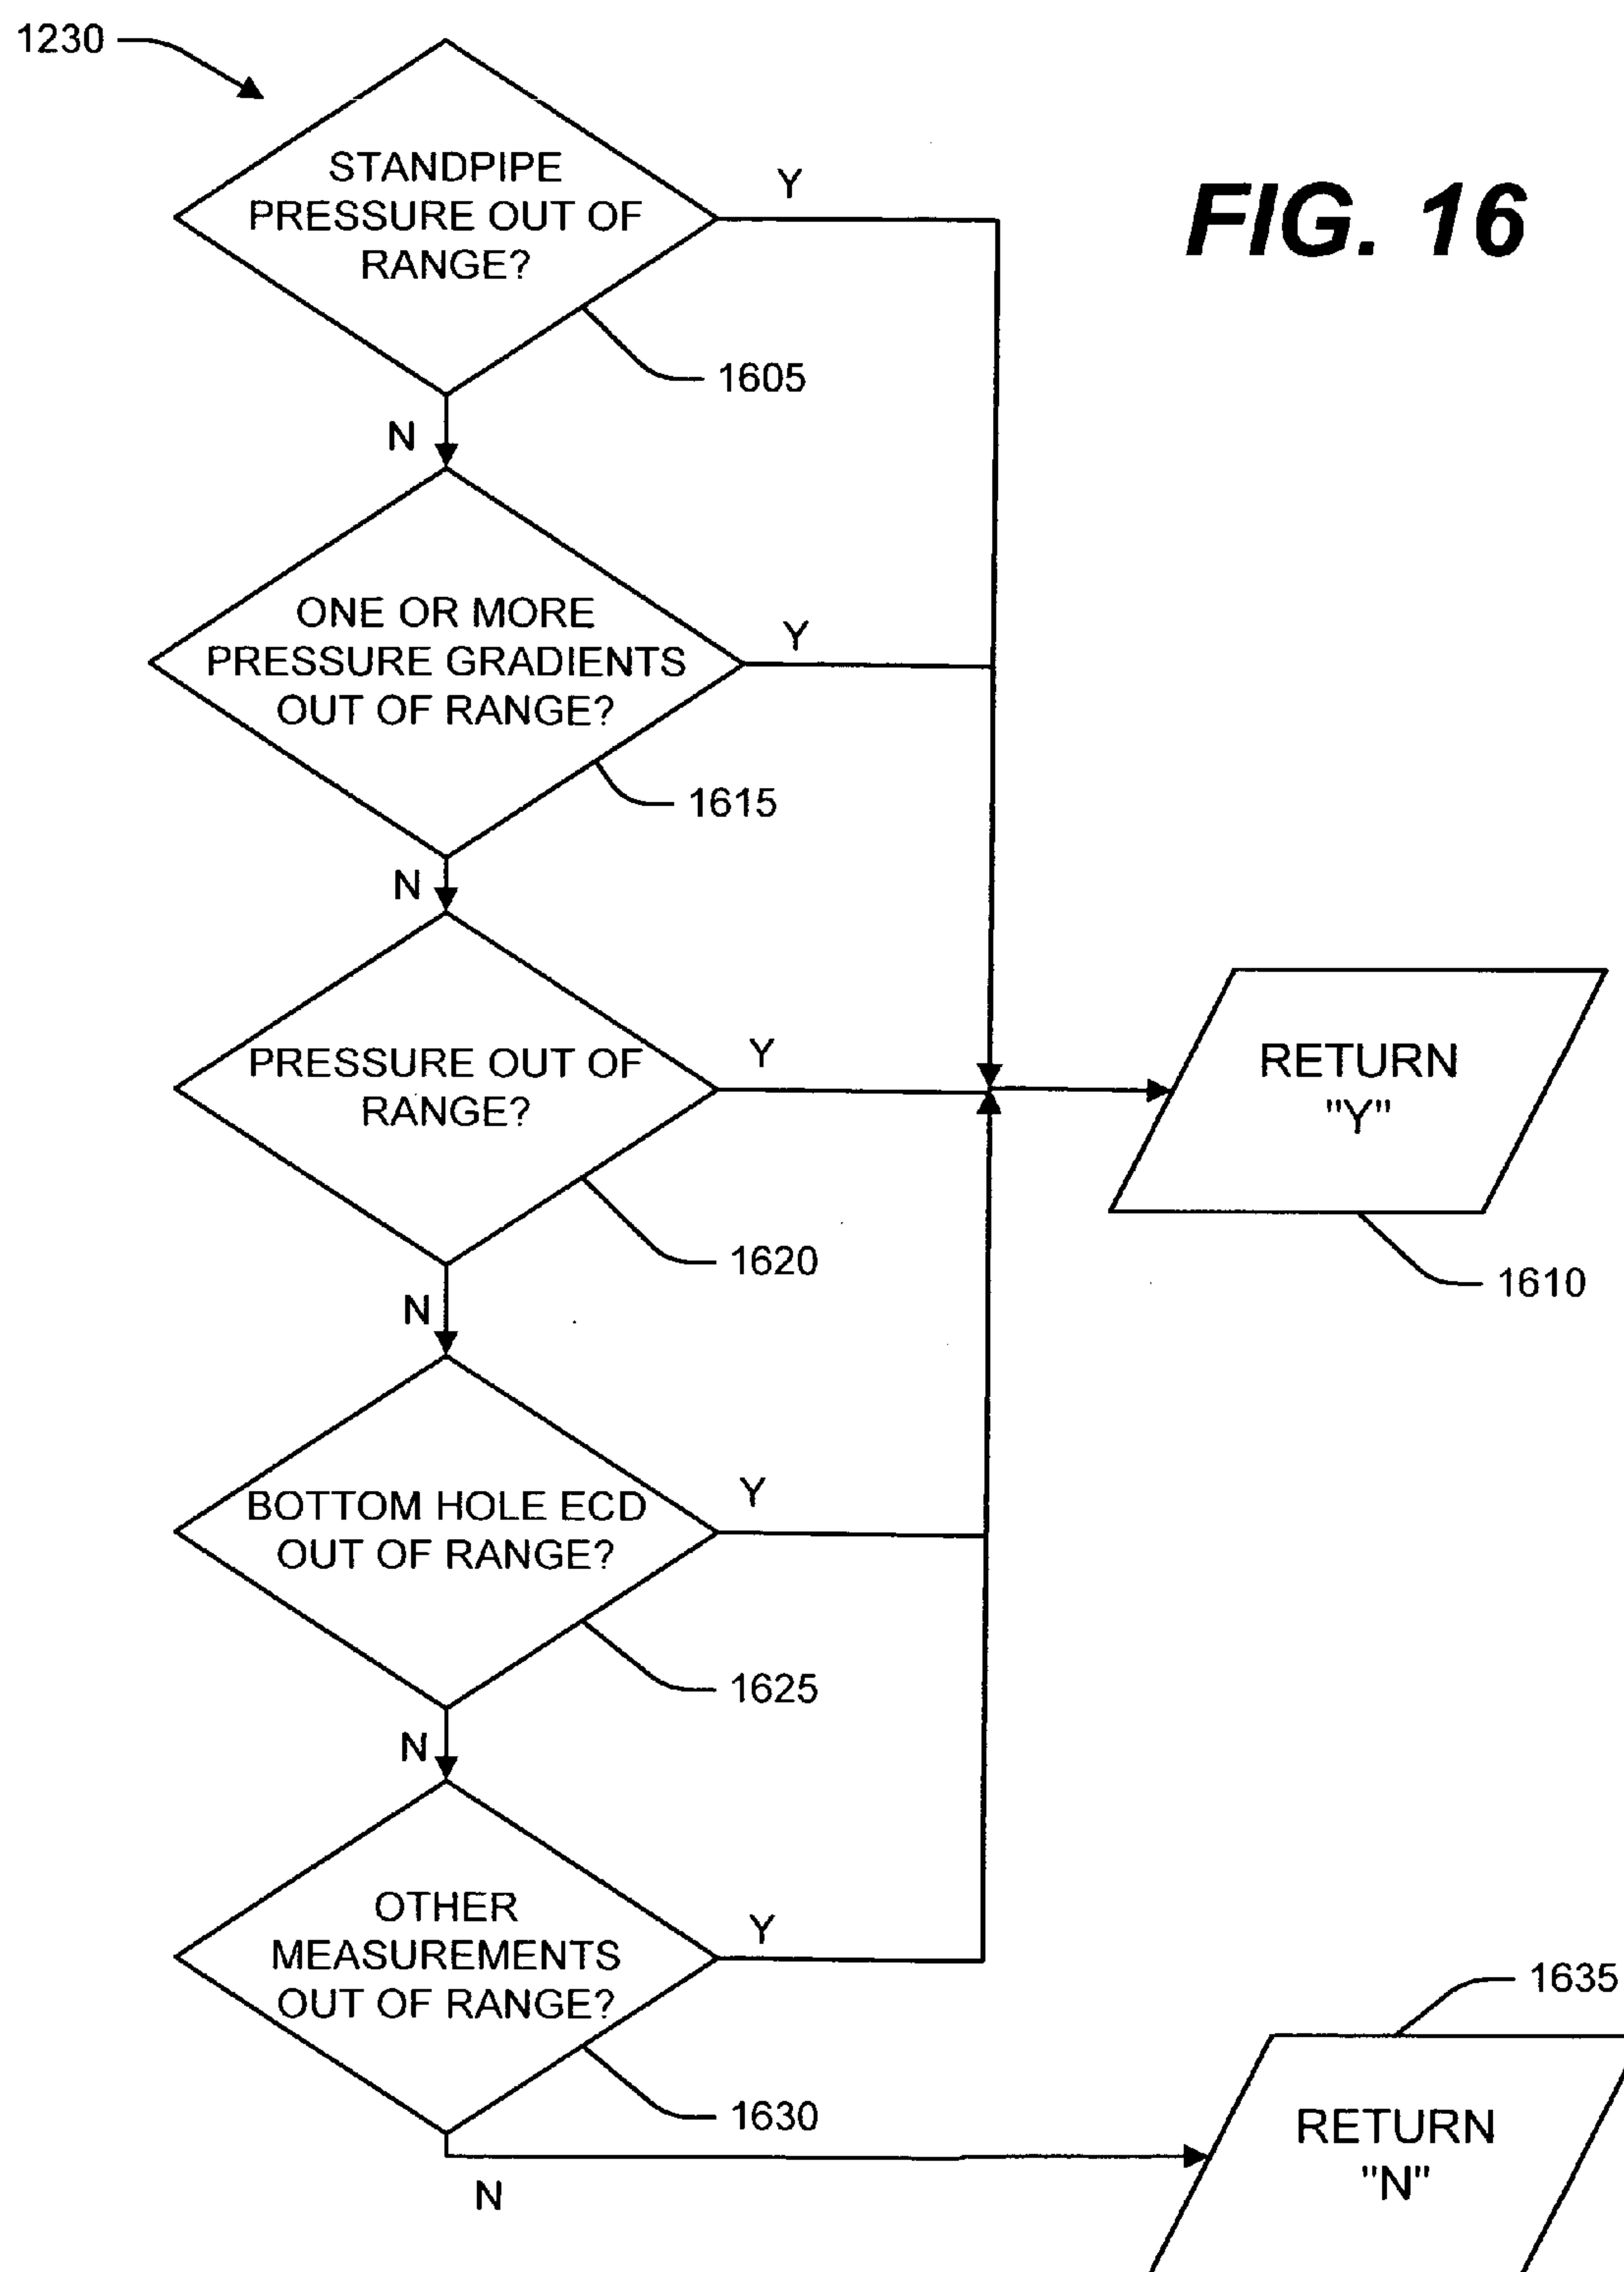 1230
STANDPIPE
PRESSURE OUT OF
RANGE?
Y
FIG. 16
1605
N
ONE OR MORE
PRESSURE GRADIENTS
OUT OF RANGE?
Y
1615
N
PRESSURE OUT OF
RANGE?
Y
RETURN
"Y"
1620
1610
N
BOTTOM HOLE ECD
OUT OF RANGE?
Y
1625
N
OTHER
MEASUREMENTS
OUT OF RANGE?
Y
1635
1630
RETURN
"N"
N